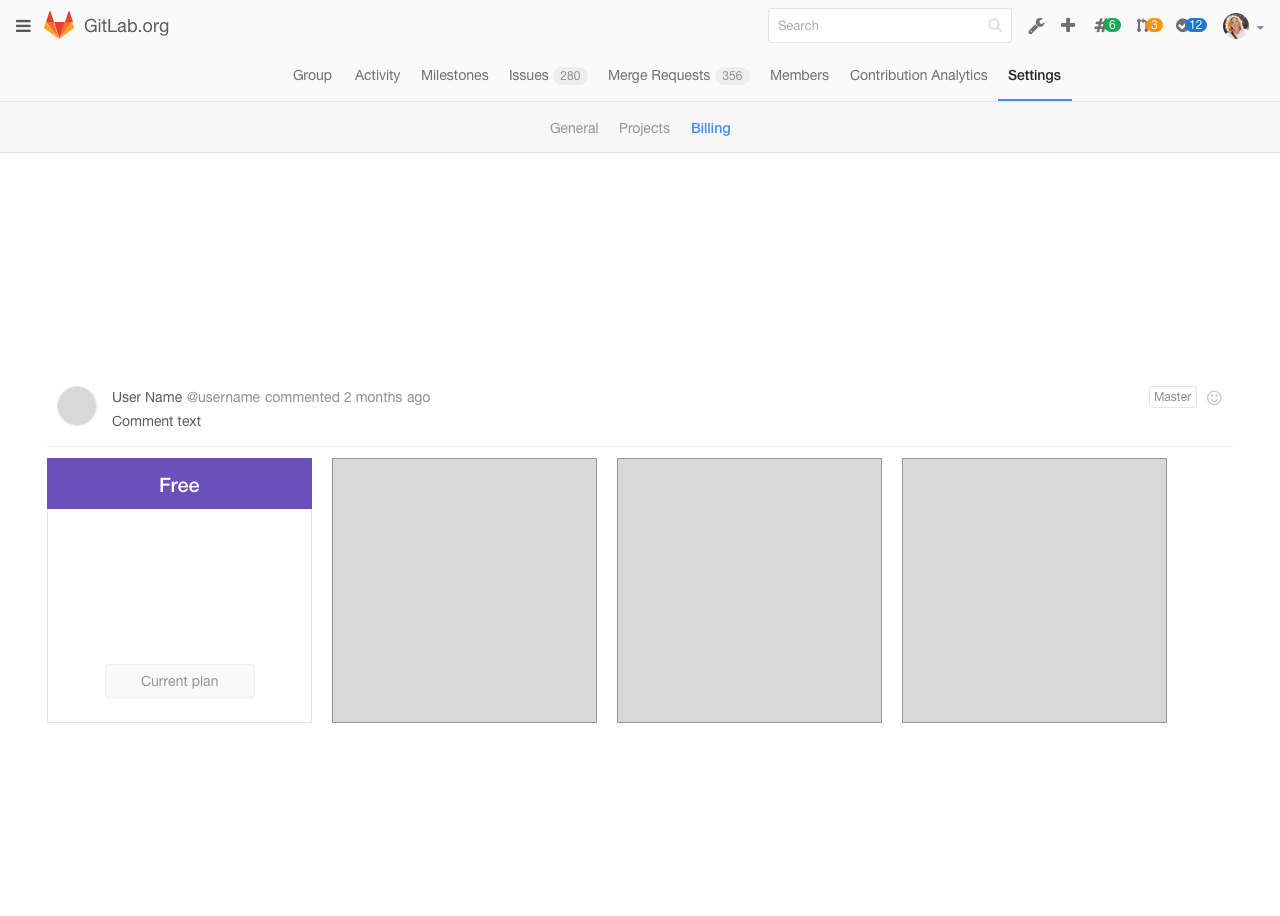 GitLab.org Search 6 3 12
Group Activity Milestones Issues 280 Merge Requests 356 Members Contribution Analytics Settings
General Projects Billing
User Name @username commented 2 months ago Master
Comment text
Free
Current plan